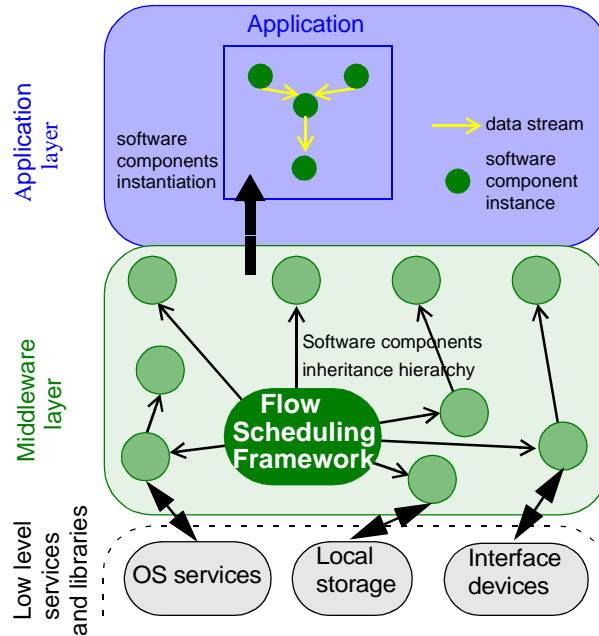 Application
Application
layer
software
components
instantiation
data stream
software
component
instance
Software components
inheritance hierarchy
Middleware
layer
Flow
Scheduling
Framework
Low level
services
and libraries
OS services
Local
storage
Interface
devices